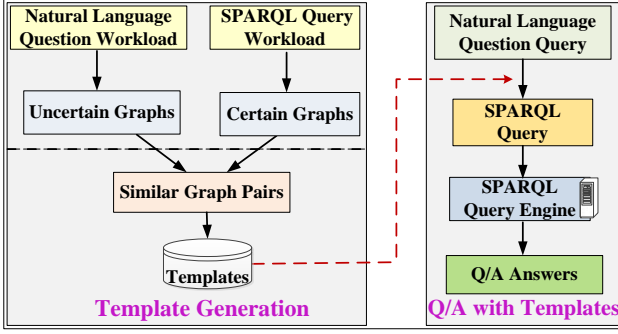 Natural Language
Question Workload
SPARQL Query
Workload
Uncertain Graphs
Certain Graphs
Similar Graph Pairs
Templates
Template Generation
Natural Language
Question Query
SPARQL
Query
SPARQL
Query Engine
Q/A Answers
Q/A with Templates